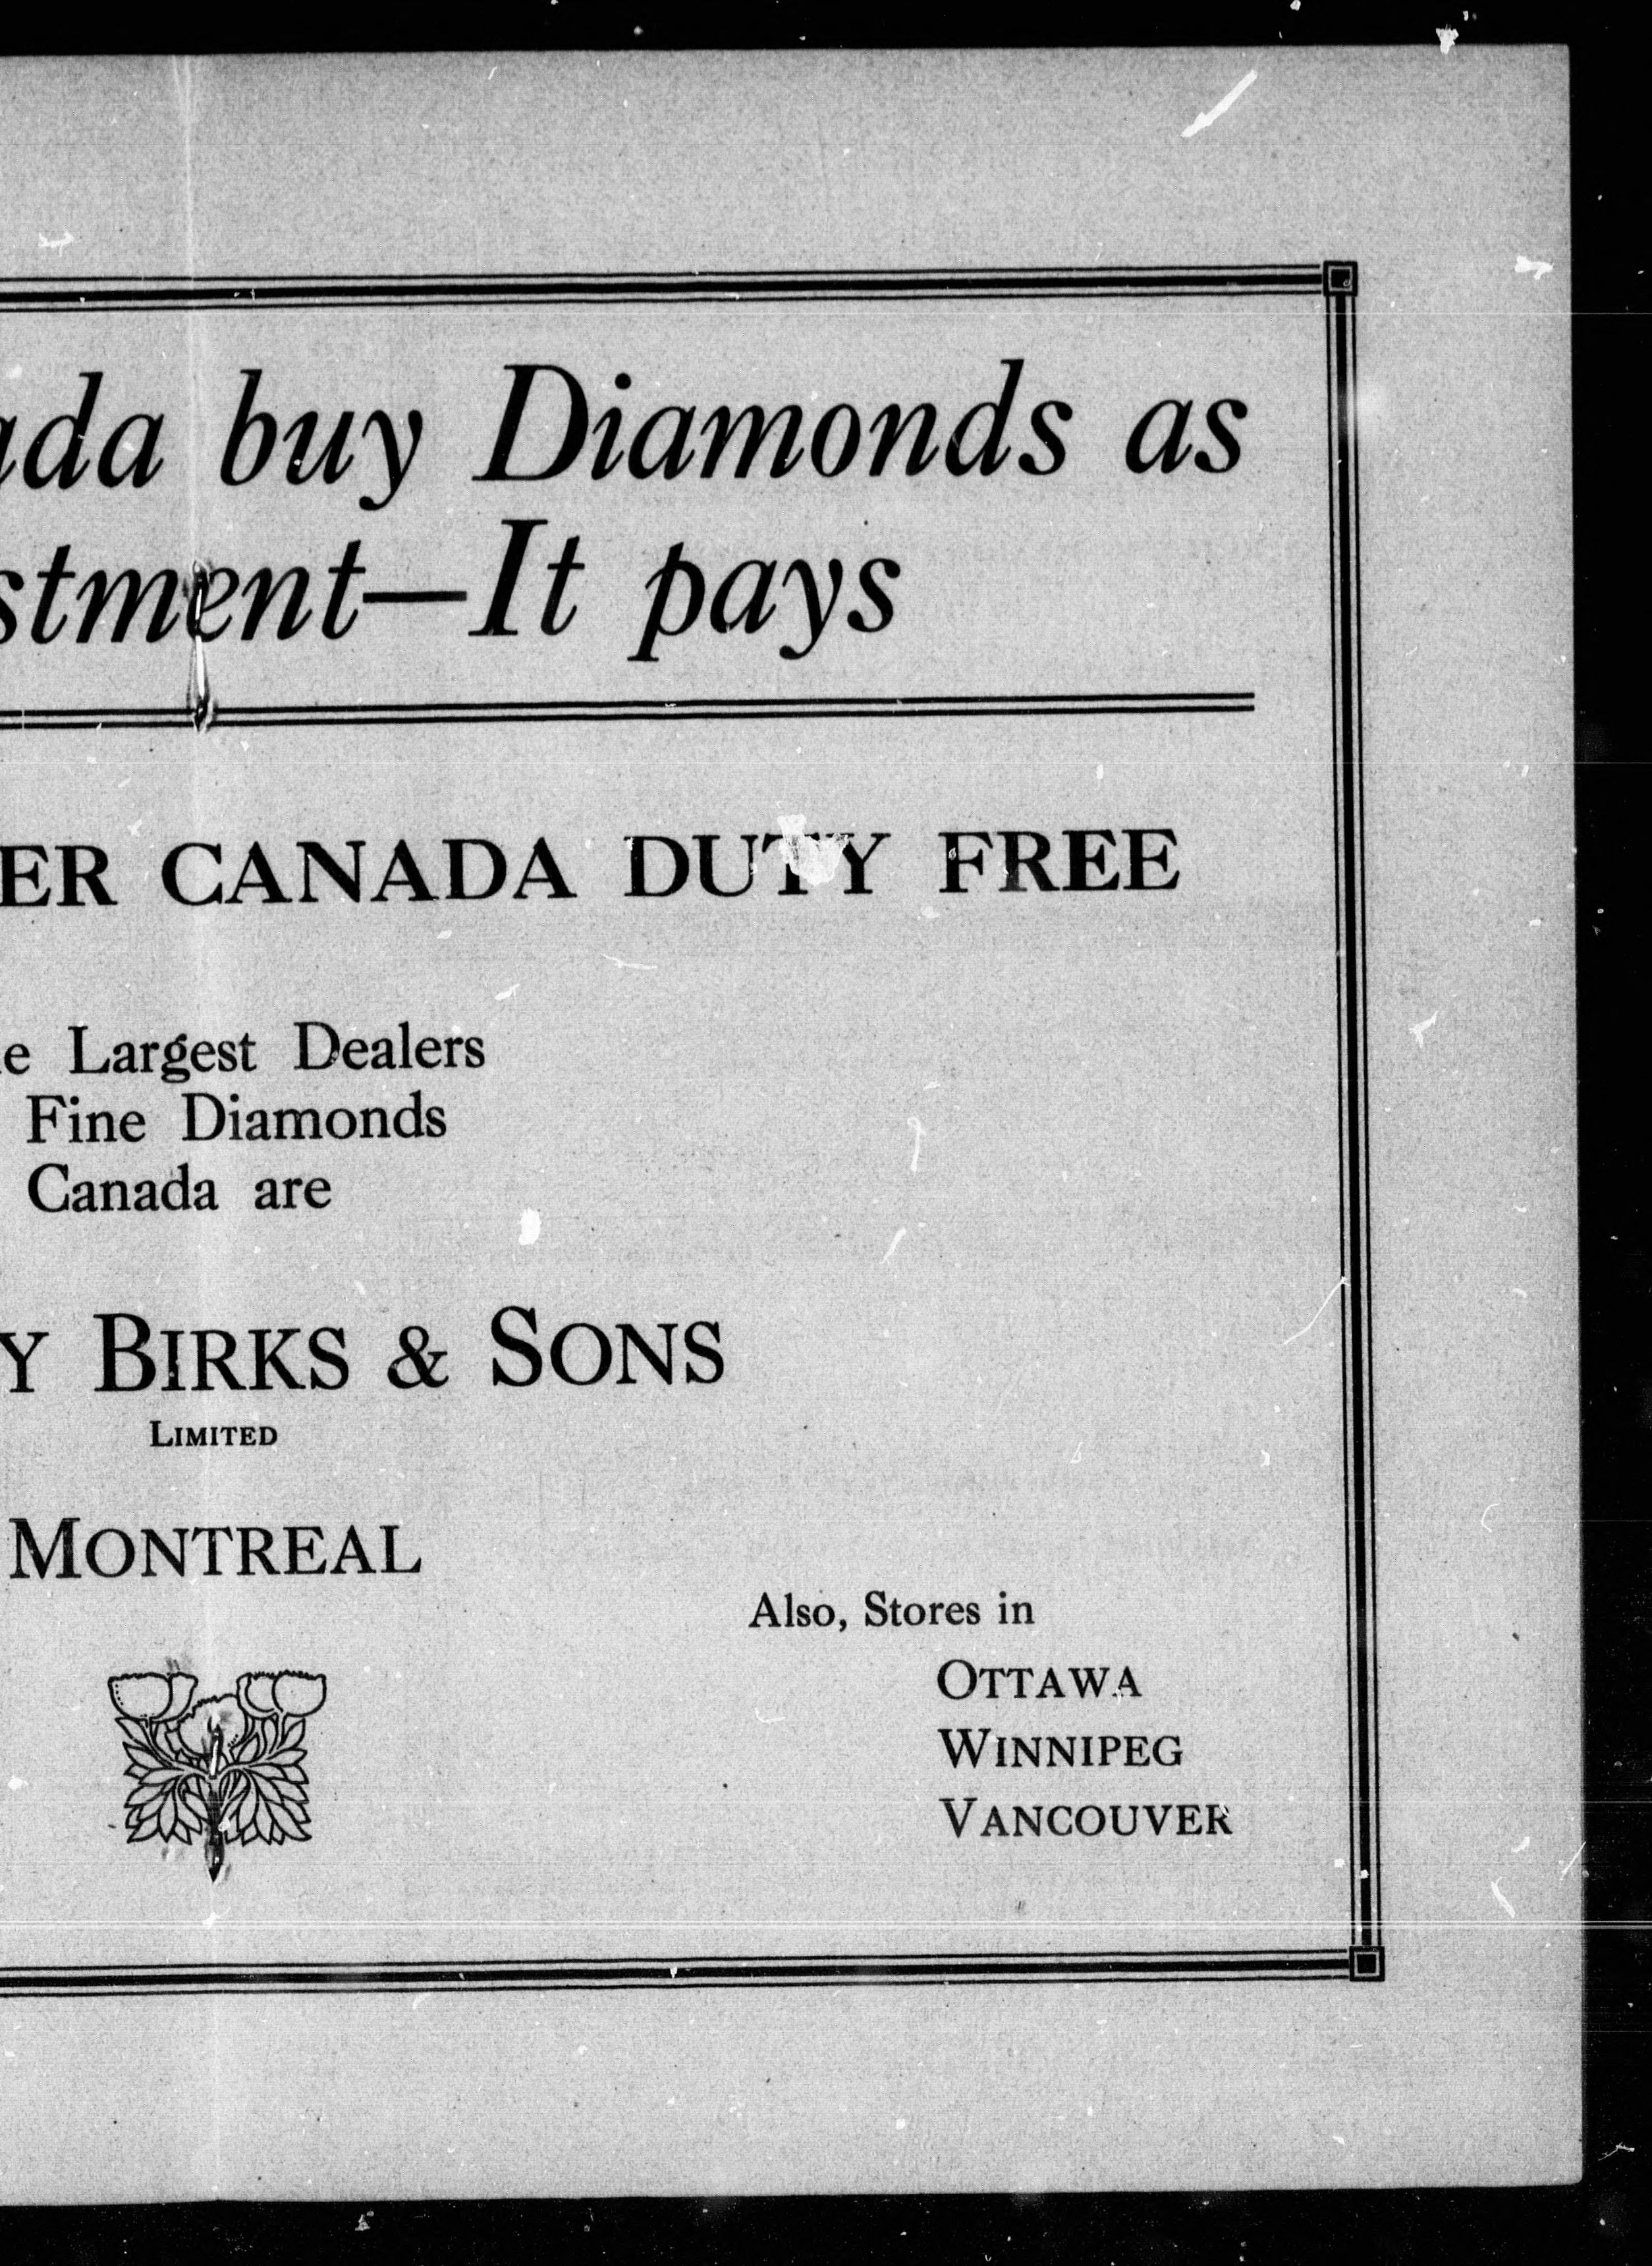 ada buy Diamonds as
stment—It pays
ER CANADA DUTY FREE
e Largest Dealers
Fine Diamonds
Canada are
Y BIRKS & SONS
LIMITED
MONTREAL
Also, Stores in
OTTAWA
WINNIPEG
VANCOUVER